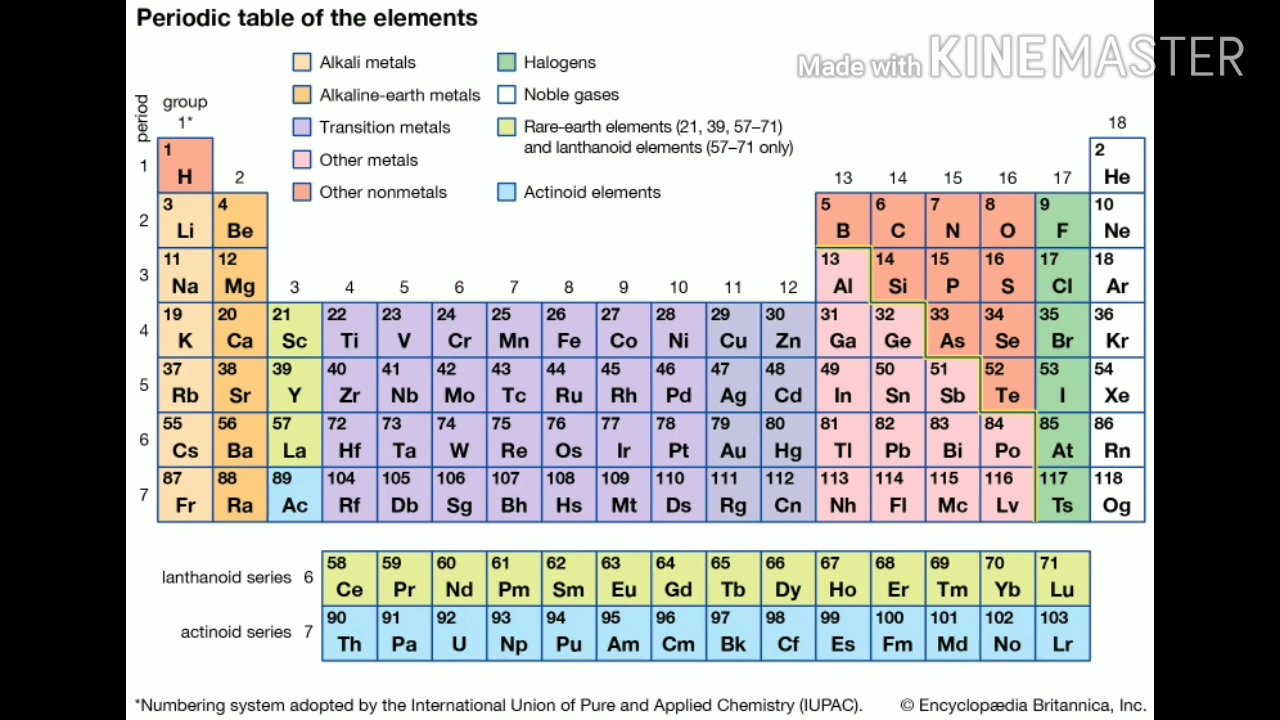 Periodic table of the elements
Made with KINEMASTER
Alkali metals
Alkaline-earth metals
Transition metals
Other metals
Other nonmetals
Halogens
Noble gases
Rare-earth elements (21, 39, 57–71)
and lanthanoid elements (57–71 only)
Actinoid elements
period
group
1* 18
1 1 2
H 2 13 14 15 16 17 He
3 4 5 6 7 8 9 10
2 Li Be B C N O F Ne
11 12 13 14 15 16 17 18
3 Na Mg 3 4 5 6 7 8 9 10 11 12 Al Si P S Cl Ar
19 20 21 22 23 24 25 26 27 28 29 30 31 32 33 34 35 36
4 K Ca Sc Ti V Cr Mn Fe Co Ni Cu Zn Ga Ge As Se Br Kr
37 38 39 40 41 42 43 44 45 46 47 48 49 50 51 52 53 54
5 Rb Sr Y Zr Nb Mo Tc Ru Rh Pd Ag Cd In Sn Sb Te I Xe
55 56 57 72 73 74 75 76 77 78 79 80 81 82 83 84 85 86
6 Cs Ba La Hf Ta W Re Os Ir Pt Au Hg Tl Pb Bi Po At Rn
87 88 89 104 105 106 107 108 109 110 111 112 113 114 115 116 117 118
7 Fr Ra Ac Rf Db Sg Bh Hs Mt Ds Rg Cn Nh Fl Mc Lv Ts Og
58 59 60 61 62 63 64 65 66 67 68 69 70 71
lanthanoid series 6 Ce Pr Nd Pm Sm Eu Gd Tb Dy Ho Er Tm Yb Lu
90 91 92 93 94 95 96 97 98 99 100 101 102 103
actinoid series 7 Th Pa U Np Pu Am Cm Bk Cf Es Fm Md No Lr
*Numbering system adopted by the International Union of Pure and Applied Chemistry (IUPAC). © Encyclopædia Britannica, Inc.